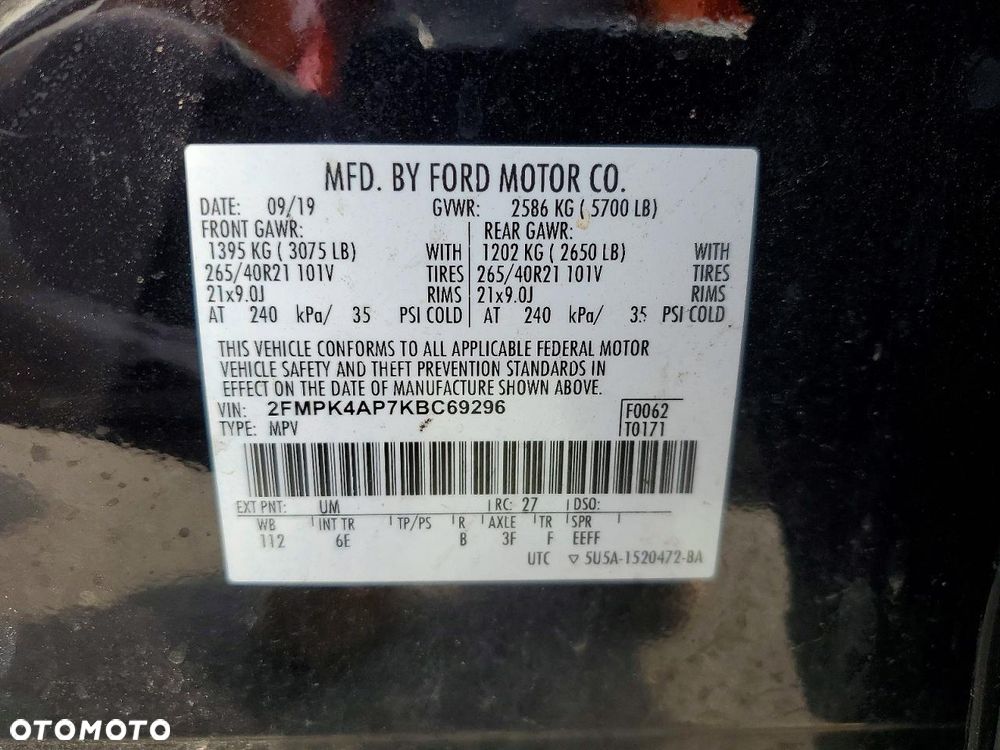 MFD. BY FORD MOTOR CO.
DATE: 09/19 GVWR: 2586 KG ( 5700 LB)
FRONT GAWR: REAR GAWR:
1395 KG ( 3075 LB) WITH 1202 KG ( 2650 LB) WITH
265/40R21 101V TIRES 265/40R21 101V TIRES
21x9.0J RIMS 21x9.0J RIMS
AT 240 kPa/ 35 PSI COLD AT 240 kPa/ 35 PSI COLD
THIS VEHICLE CONFORMS TO ALL APPLICABLE FEDERAL MOTOR
VEHICLE SAFETY AND THEFT PREVENTION STANDARDS IN
EFFECT ON THE DATE OF MANUFACTURE SHOWN ABOVE.
VIN: 2FMPK4AP7KBC69296 F0062
TYPE: MPV T0171
EXT PNT: UM RC: 27 DSO:
WB INT TR TP/PS R AXLE TR SPR
112 6E B 3F F EEFF
UTC ▽ 5U5A-1520472-BA
OTOMOTO